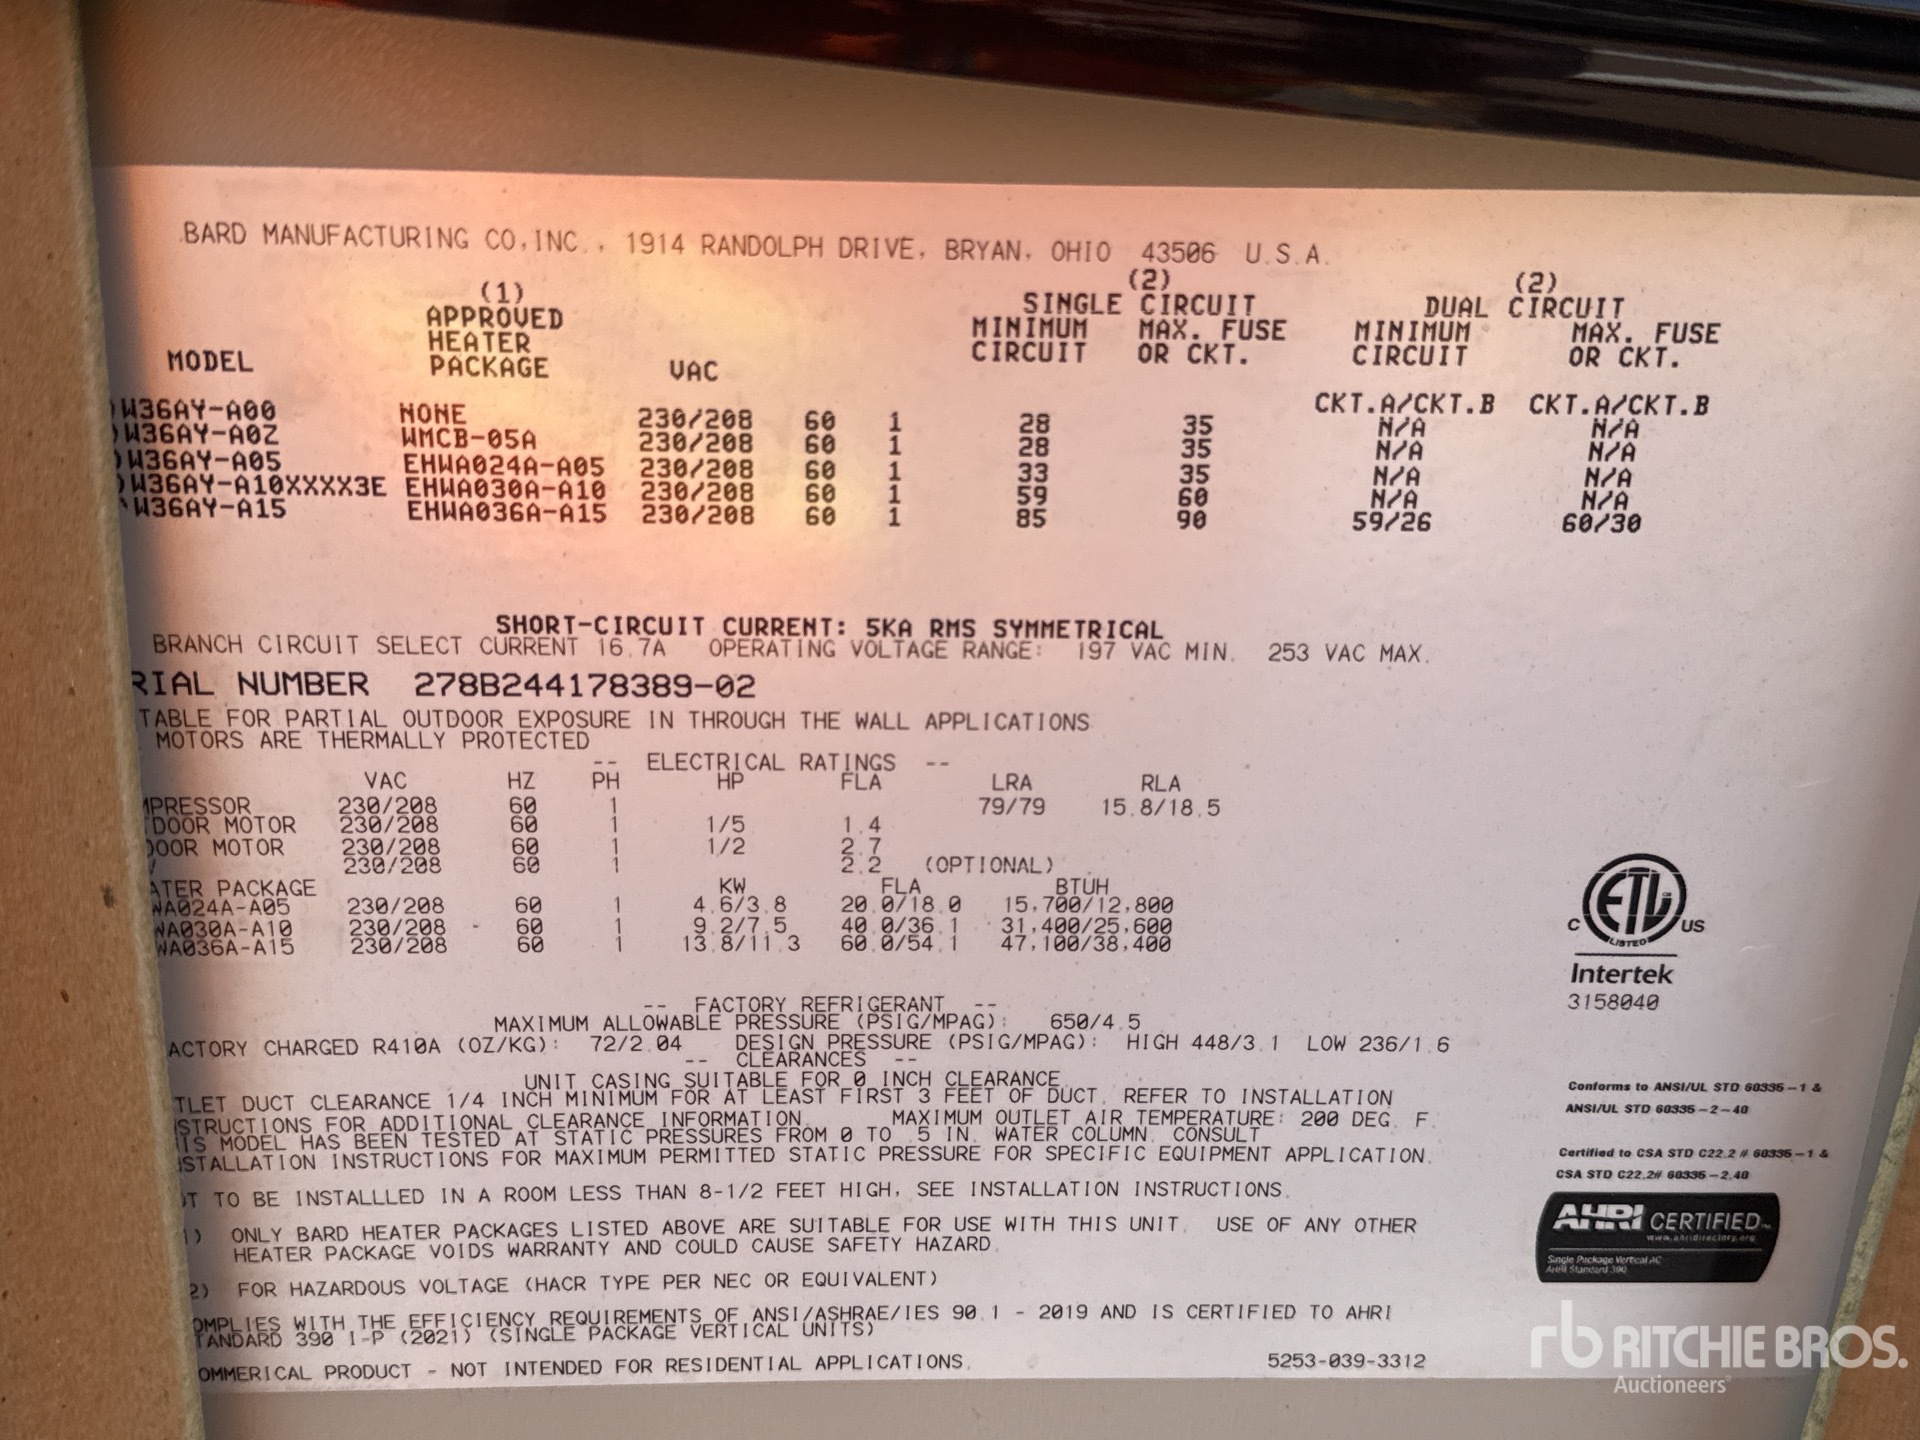 BARD MANUFACTURING CO,INC., 1914 RANDOLPH DRIVE, BRYAN, OHIO 43506 U.S.A.
(1) (2) (2)
APPROVED SINGLE CIRCUIT DUAL CIRCUIT
HEATER MINIMUM MAX. FUSE MINIMUM MAX. FUSE
MODEL PACKAGE VAC CIRCUIT OR CKT. CIRCUIT OR CKT.
CKT.A/CKT.B CKT.A/CKT.B
W36AY-A00 NONE 230/208 60 1 28 35 N/A N/A
W36AY-A0Z WMCB-05A 230/208 60 1 28 35 N/A N/A
W36AY-A05 EHWA024A-A05 230/208 60 1 33 35 N/A N/A
W36AY-A10XXXX3E EHWA030A-A10 230/208 60 1 59 60 N/A N/A
W36AY-A15 EHWA036A-A15 230/208 60 1 85 90 59/26 60/30
SHORT-CIRCUIT CURRENT: 5KA RMS SYMMETRICAL
BRANCH CIRCUIT SELECT CURRENT 16.7A OPERATING VOLTAGE RANGE: 197 VAC MIN. 253 VAC MAX.
RIAL NUMBER 278B244178389-02
TABLE FOR PARTIAL OUTDOOR EXPOSURE IN THROUGH THE WALL APPLICATIONS
MOTORS ARE THERMALLY PROTECTED
-- ELECTRICAL RATINGS --
VAC HZ PH HP FLA LRA RLA
MPRESSOR 230/208 60 1 79/79 15.8/18.5
TDOOR MOTOR 230/208 60 1 1/5 1.4
DOOR MOTOR 230/208 60 1 1/2 2.7
230/208 60 1 2.2 (OPTIONAL)
ATER PACKAGE KW FLA BTUH
WA024A-A05 230/208 60 1 4.6/3.8 20.0/18.0 15,700/12,800
WA030A-A10 230/208 60 1 9.2/7.5 40.0/36.1 31,400/25,600
WA036A-A15 230/208 60 1 13.8/11.3 60.0/54.1 47,100/38,400
-- FACTORY REFRIGERANT --
MAXIMUM ALLOWABLE PRESSURE (PSIG/MPAG): 650/4.5
ACTORY CHARGED R410A (OZ/KG): 72/2.04 DESIGN PRESSURE (PSIG/MPAG): HIGH 448/3.1 LOW 236/1.6
-- CLEARANCES --
UNIT CASING SUITABLE FOR 0 INCH CLEARANCE
TLET DUCT CLEARANCE 1/4 INCH MINIMUM FOR AT LEAST FIRST 3 FEET OF DUCT. REFER TO INSTALLATION
STRUCTIONS FOR ADDITIONAL CLEARANCE INFORMATION. MAXIMUM OUTLET AIR TEMPERATURE: 200 DEG. F.
IS MODEL HAS BEEN TESTED AT STATIC PRESSURES FROM 0 TO .5 IN. WATER COLUMN. CONSULT
STALLATION INSTRUCTIONS FOR MAXIMUM PERMITTED STATIC PRESSURE FOR SPECIFIC EQUIPMENT APPLICATION.
OT TO BE INSTALLLED IN A ROOM LESS THAN 8-1/2 FEET HIGH, SEE INSTALLATION INSTRUCTIONS.
1) ONLY BARD HEATER PACKAGES LISTED ABOVE ARE SUITABLE FOR USE WITH THIS UNIT. USE OF ANY OTHER
HEATER PACKAGE VOIDS WARRANTY AND COULD CAUSE SAFETY HAZARD.
2) FOR HAZARDOUS VOLTAGE (HACR TYPE PER NEC OR EQUIVALENT)
OMPLIES WITH THE EFFICIENCY REQUIREMENTS OF ANSI/ASHRAE/IES 90.1 - 2019 AND IS CERTIFIED TO AHRI
TANDARD 390 I-P (2021) (SINGLE PACKAGE VERTICAL UNITS)
OMMERICAL PRODUCT - NOT INTENDED FOR RESIDENTIAL APPLICATIONS. 5253-039-3312
ETL
C US
LISTED
Intertek
3158040
Conforms to ANSI/UL STD 60335-1 &
ANSI/UL STD 60335-2-40
Certified to CSA STD C22.2 # 60335-1 &
CSA STD C22.2# 60335-2.40
AHRI CERTIFIED™
www.ahridirectory.org
Single Package Vertical AC
AHRI Standard 390
rb RITCHIE BROS.
Auctioneers